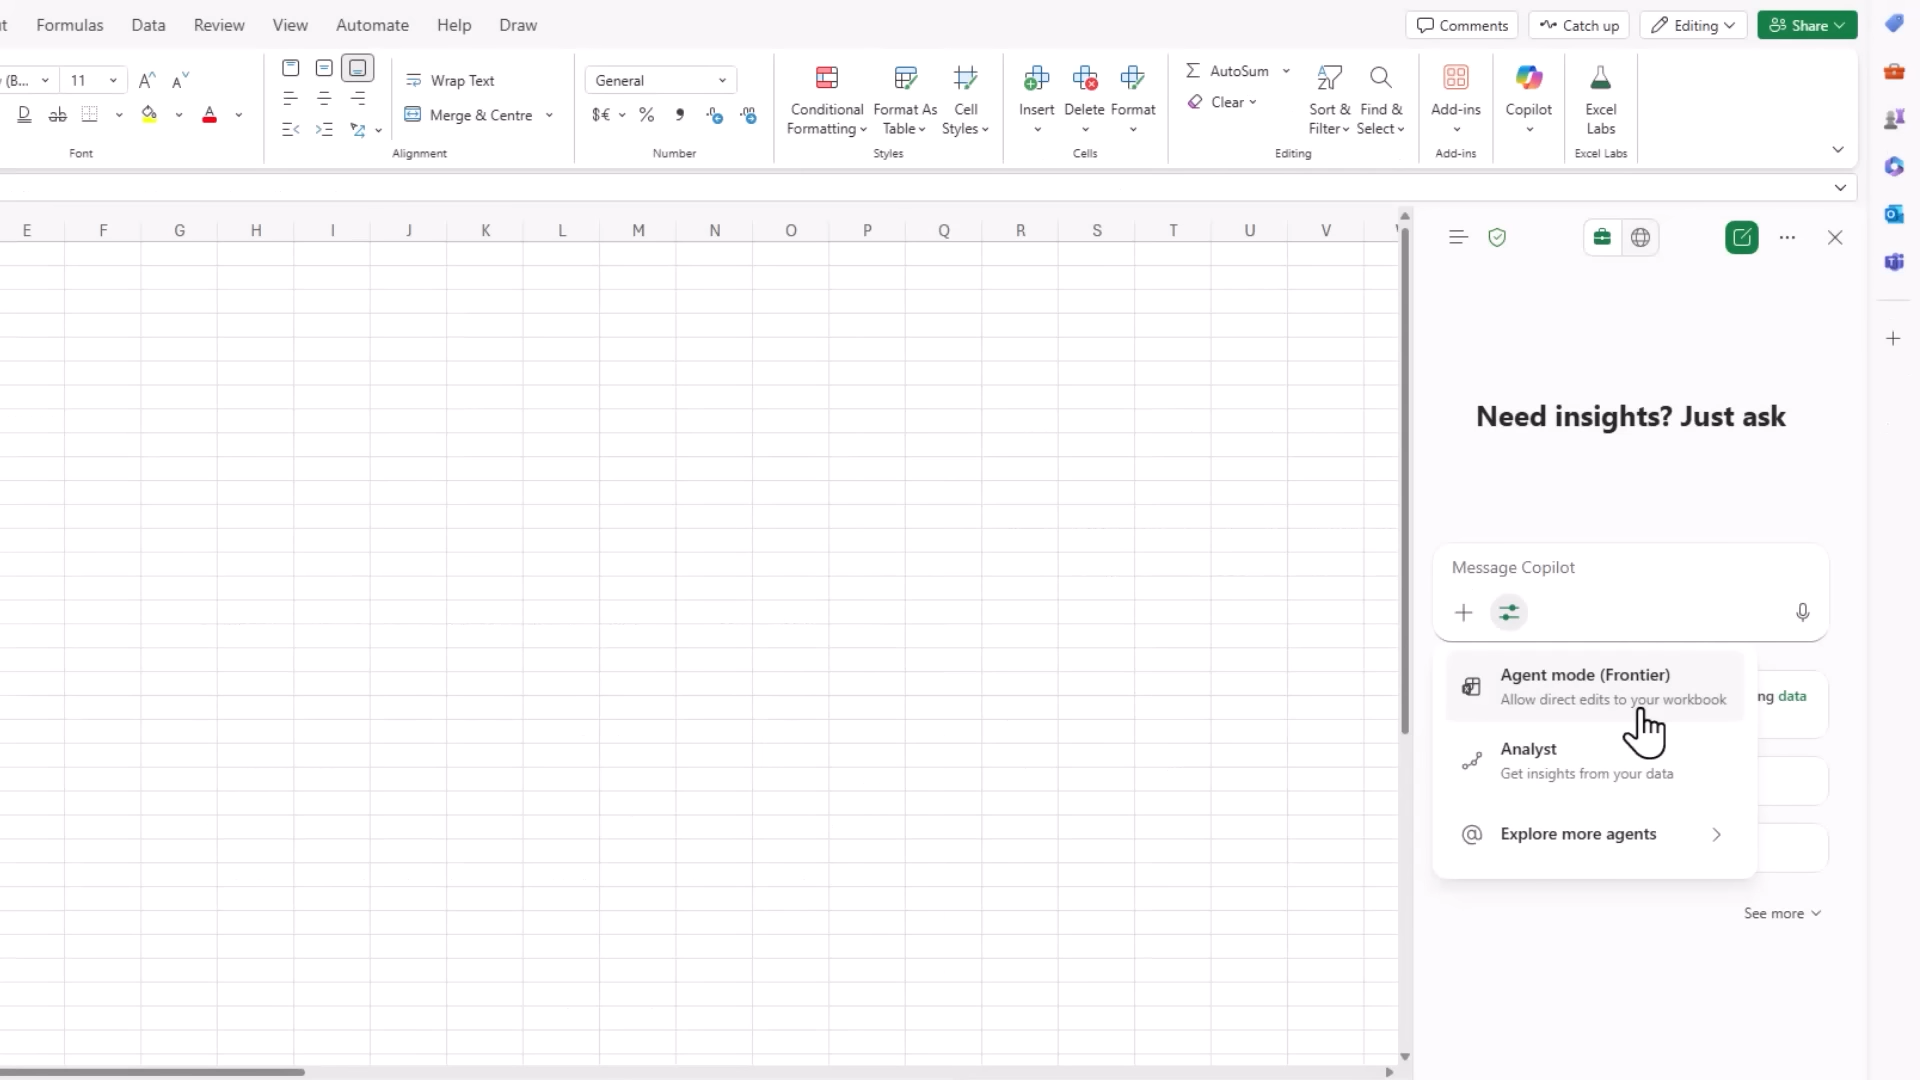 Formulas Data Review View Automate Help Draw
Comments Catch up Editing Share
(B... 11
Wrap Text
General
AutoSum
Clear
Merge & Centre
$€ % 9
Conditional Formatting
Format As Table
Cell Styles
Insert Delete Format
Sort & Filter
Find & Select
Add-ins
Copilot
Excel Labs
Font Alignment Number Styles Cells Editing Add-ins Excel Labs
E F G H I J K L M N O P Q R S T U V
Need insights? Just ask
Message Copilot
Agent mode (Frontier)
Allow direct edits to your workbook
ng data
Analyst
Get insights from your data
Explore more agents
See more